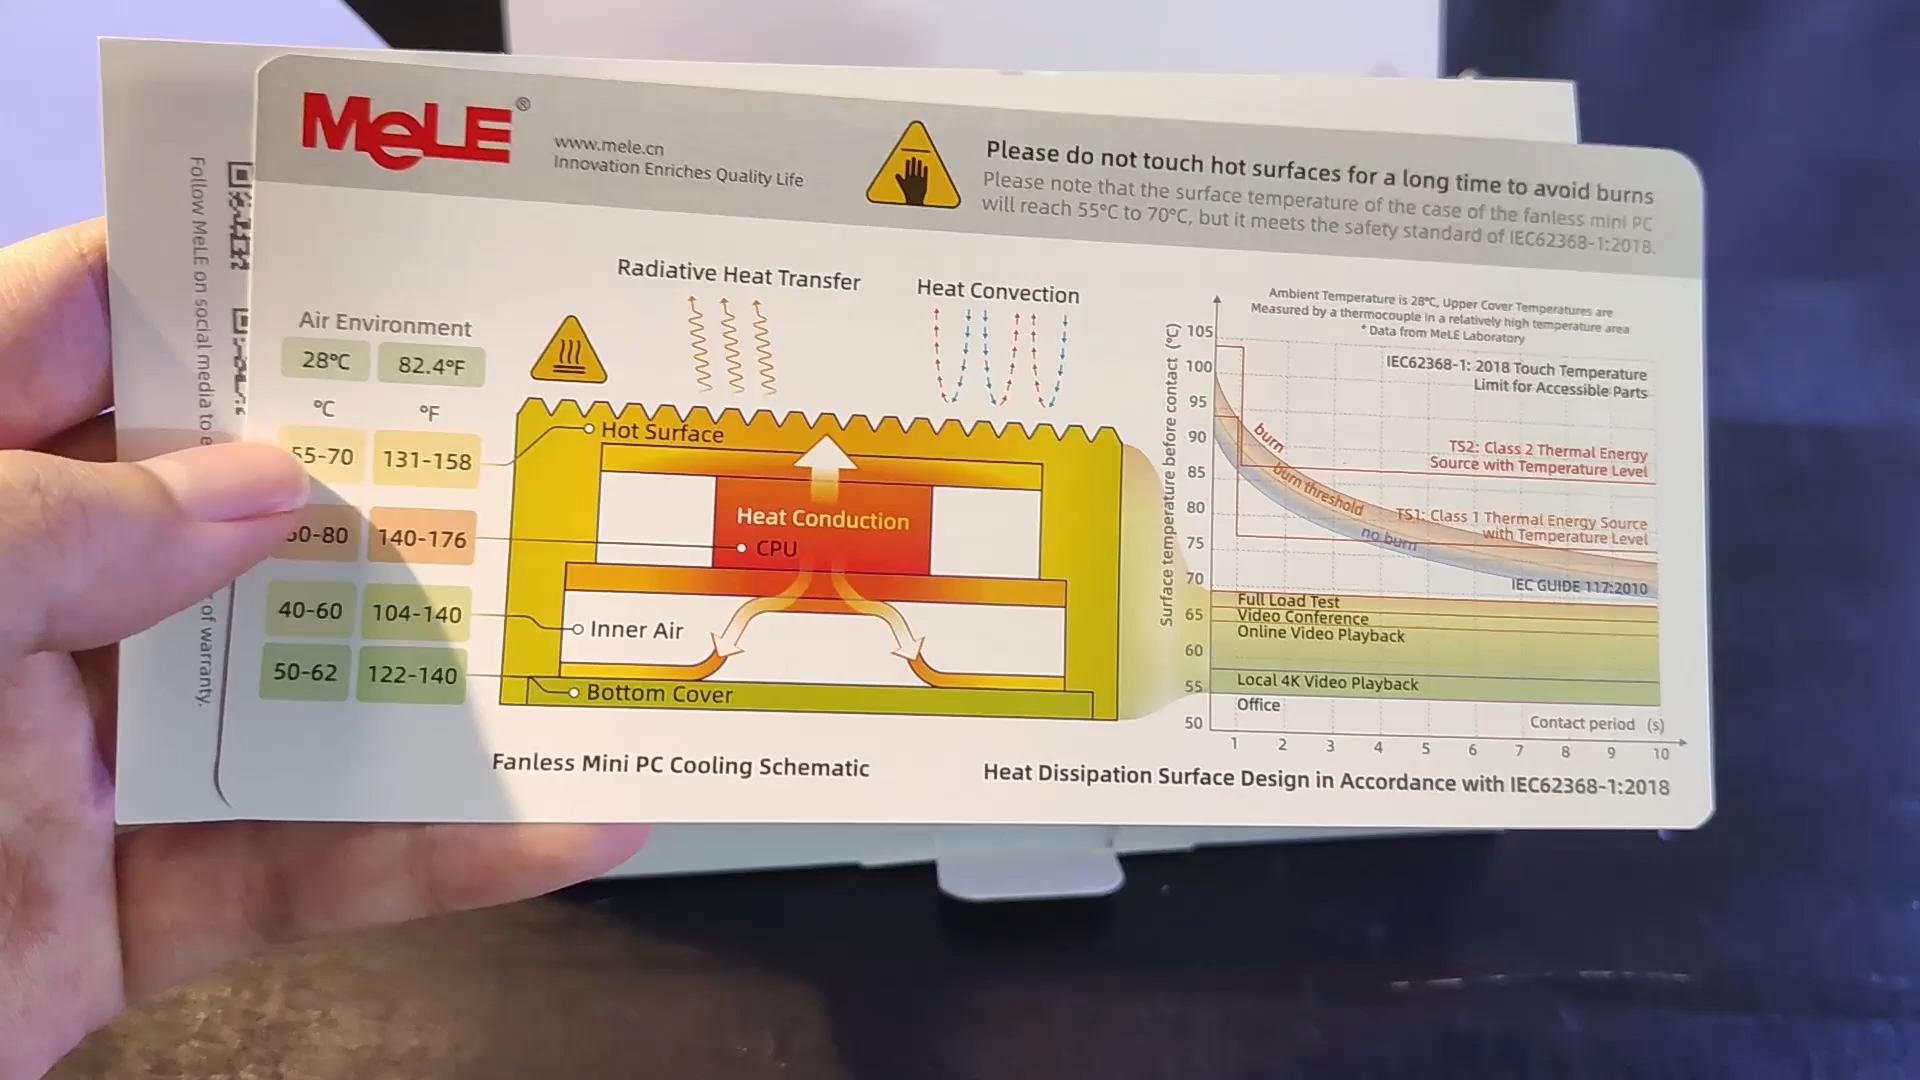 MeLE®
www.mele.cn
Innovation Enriches Quality Life
Please do not touch hot surfaces for a long time to avoid burns
Please note that the surface temperature of the case of the fanless mini PC
will reach 55℃ to 70℃, but it meets the safety standard of IEC62368-1:2018.
Follow MeLE on social media to
of warranty.
Air Environment
28℃ 82.4℉
℃ ℉
55-70 131-158
0-80 140-176
40-60 104-140
50-62 122-140
Radiative Heat Transfer
Heat Convection
Hot Surface
Heat Conduction
CPU
Inner Air
Bottom Cover
Fanless Mini PC Cooling Schematic
Ambient Temperature is 28℃, Upper Cover Temperatures are
Measured by a thermocouple in a relatively high temperature area
* Data from MeLE Laboratory
Surface temperature before contact (℃)
105
100
95
90
85
80
75
70
65
60
55
50
IEC62368-1: 2018 Touch Temperature
Limit for Accessible Parts
TS2: Class 2 Thermal Energy
Source with Temperature Level
burn
burn threshold
no burn
TS1: Class 1 Thermal Energy Source
with Temperature Level
IEC GUIDE 117:2010
Full Load Test
Video Conference
Online Video Playback
Local 4K Video Playback
Office
Contact period (s)
1 2 3 4 5 6 7 8 9 10
Heat Dissipation Surface Design in Accordance with IEC62368-1:2018